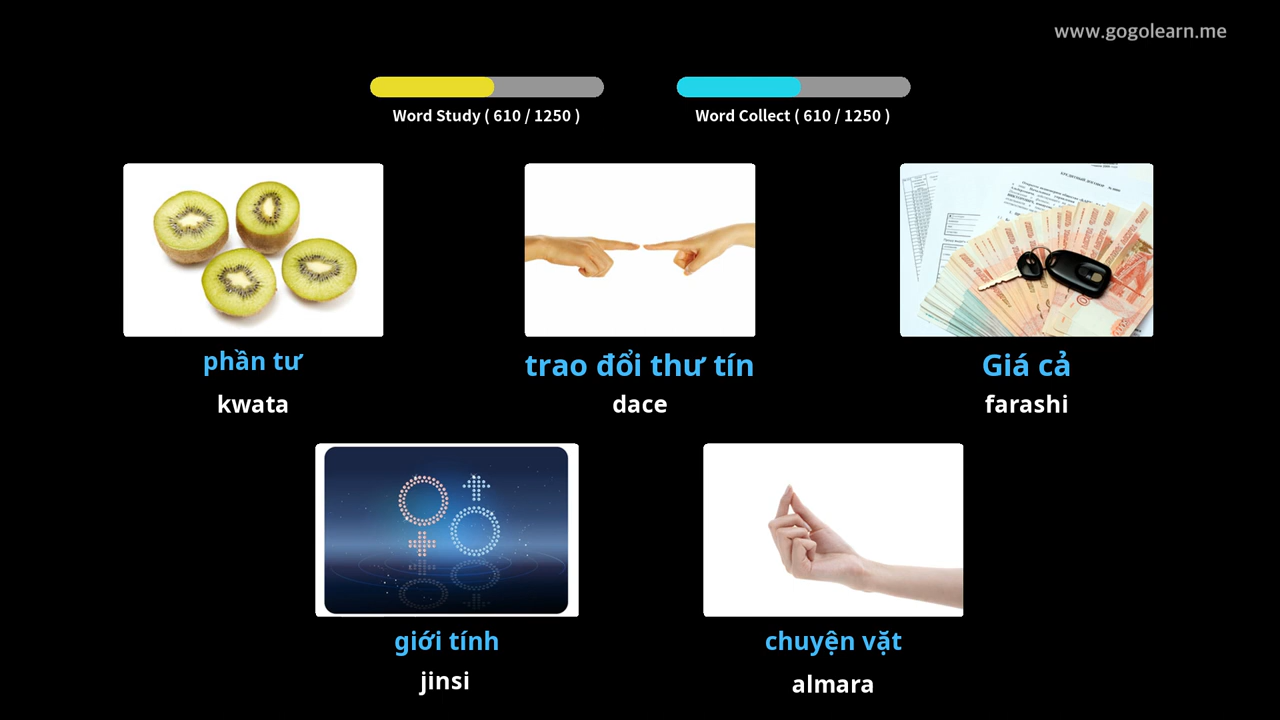 www.gogolearn.me
Word Study ( 610 / 1250 )
Word Collect ( 610 / 1250 )
phần tư
trao đổi thư tín
Giá cả
kwata
dace
farashi
giới tính
chuyện vặt
jinsi
almara